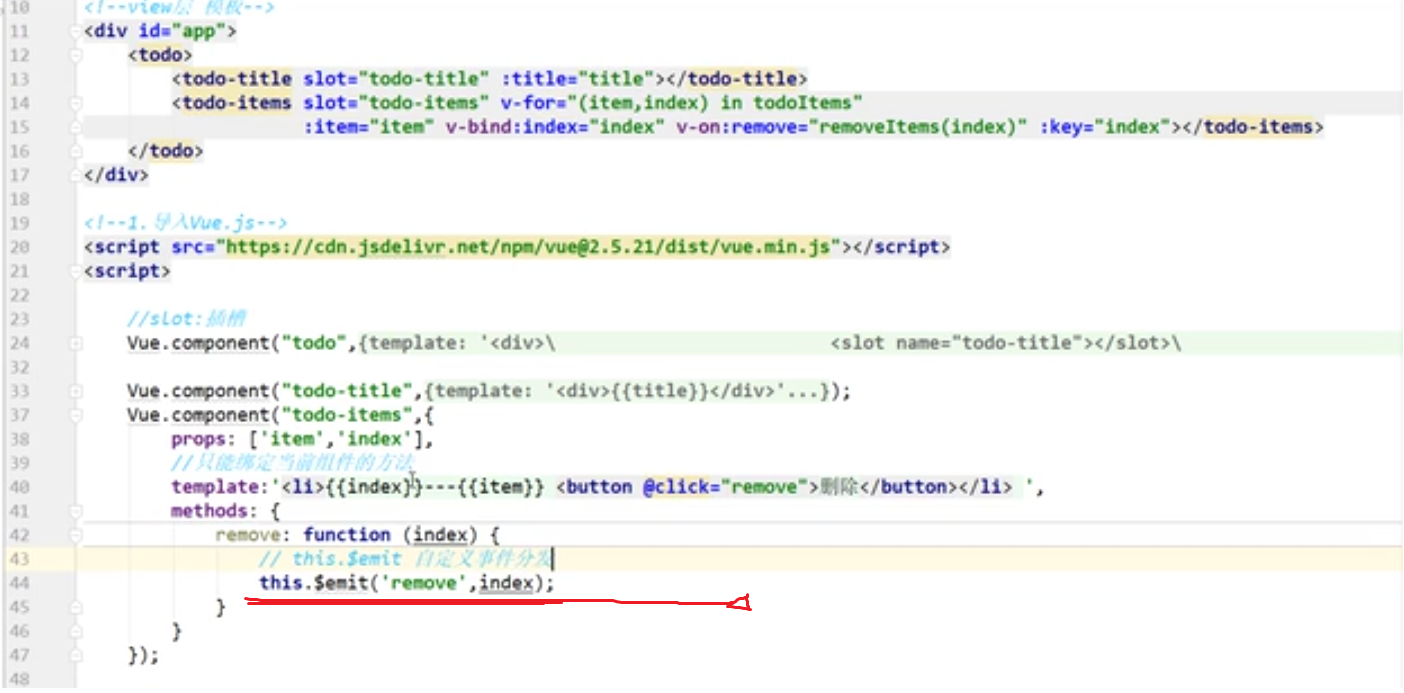 10 <!--view层 模板-->
11 <div id="app">
12 <todo>
13 <todo-title slot="todo-title" :title="title"></todo-title>
14 <todo-items slot="todo-items" v-for="(item,index) in todoItems"
15 :item="item" v-bind:index="index" v-on:remove="removeItems(index)" :key="index"></todo-items>
16 </todo>
17 </div>
18
19 <!--1.导入Vue.js-->
20 <script src="https://cdn.jsdelivr.net/npm/vue@2.5.21/dist/vue.min.js"></script>
21 <script>
22
23 //slot:插槽
24 Vue.component("todo",{template: '<div>\ <slot name="todo-title"></slot>\
32
33 Vue.component("todo-title",{template: '<div>{{title}}</div>'...});
37 Vue.component("todo-items",{
38 props: ['item','index'],
39 //只能绑定当前组件的方法
40 template:'<li>{{index}}---{{item}} <button @click="remove">删除</button></li> ',
41 methods: {
42 remove: function (index) {
43 // this.$emit 自定义事件分发
44 this.$emit('remove',index);
45 }
46 }
47 });
48